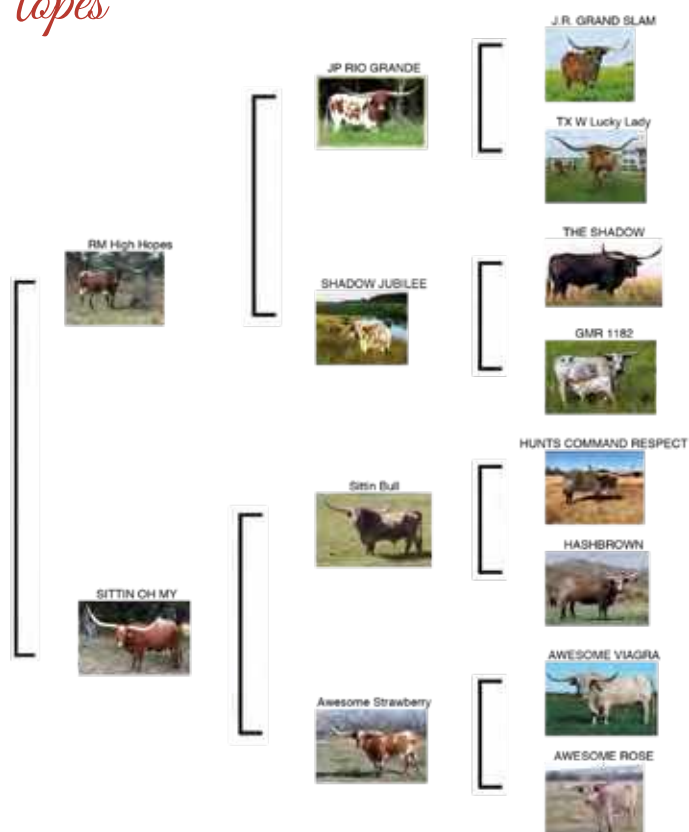 J.R. GRAND SLAM
JP RIO GRANDE
TX W Lucky Lady
RM High Hopes
THE SHADOW
SHADOW JUBILEE
GMR 1182
HUNTS COMMAND RESPECT
Sittin Bull
HASHBROWN
SITTIN OH MY
AWESOME VIAGRA
Awesome Strawberry
AWESOME ROSE